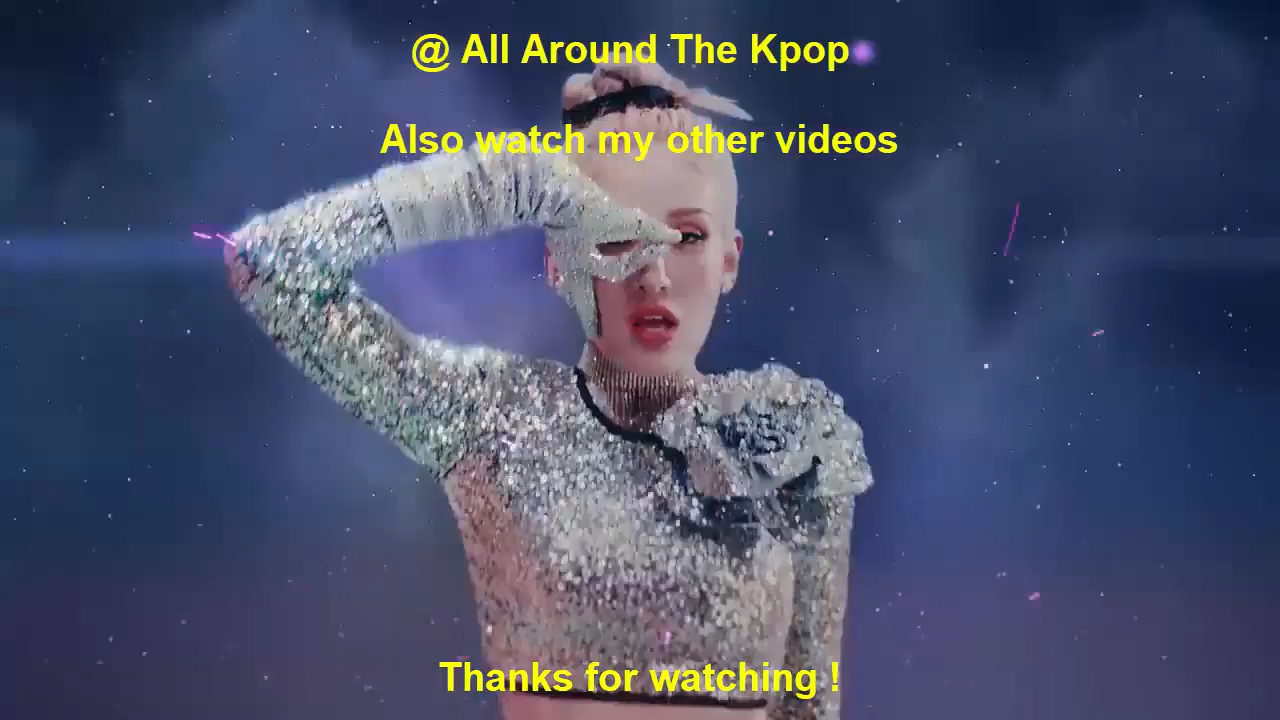 @ All Around The Kpop
Also watch my other videos
Thanks for watching !